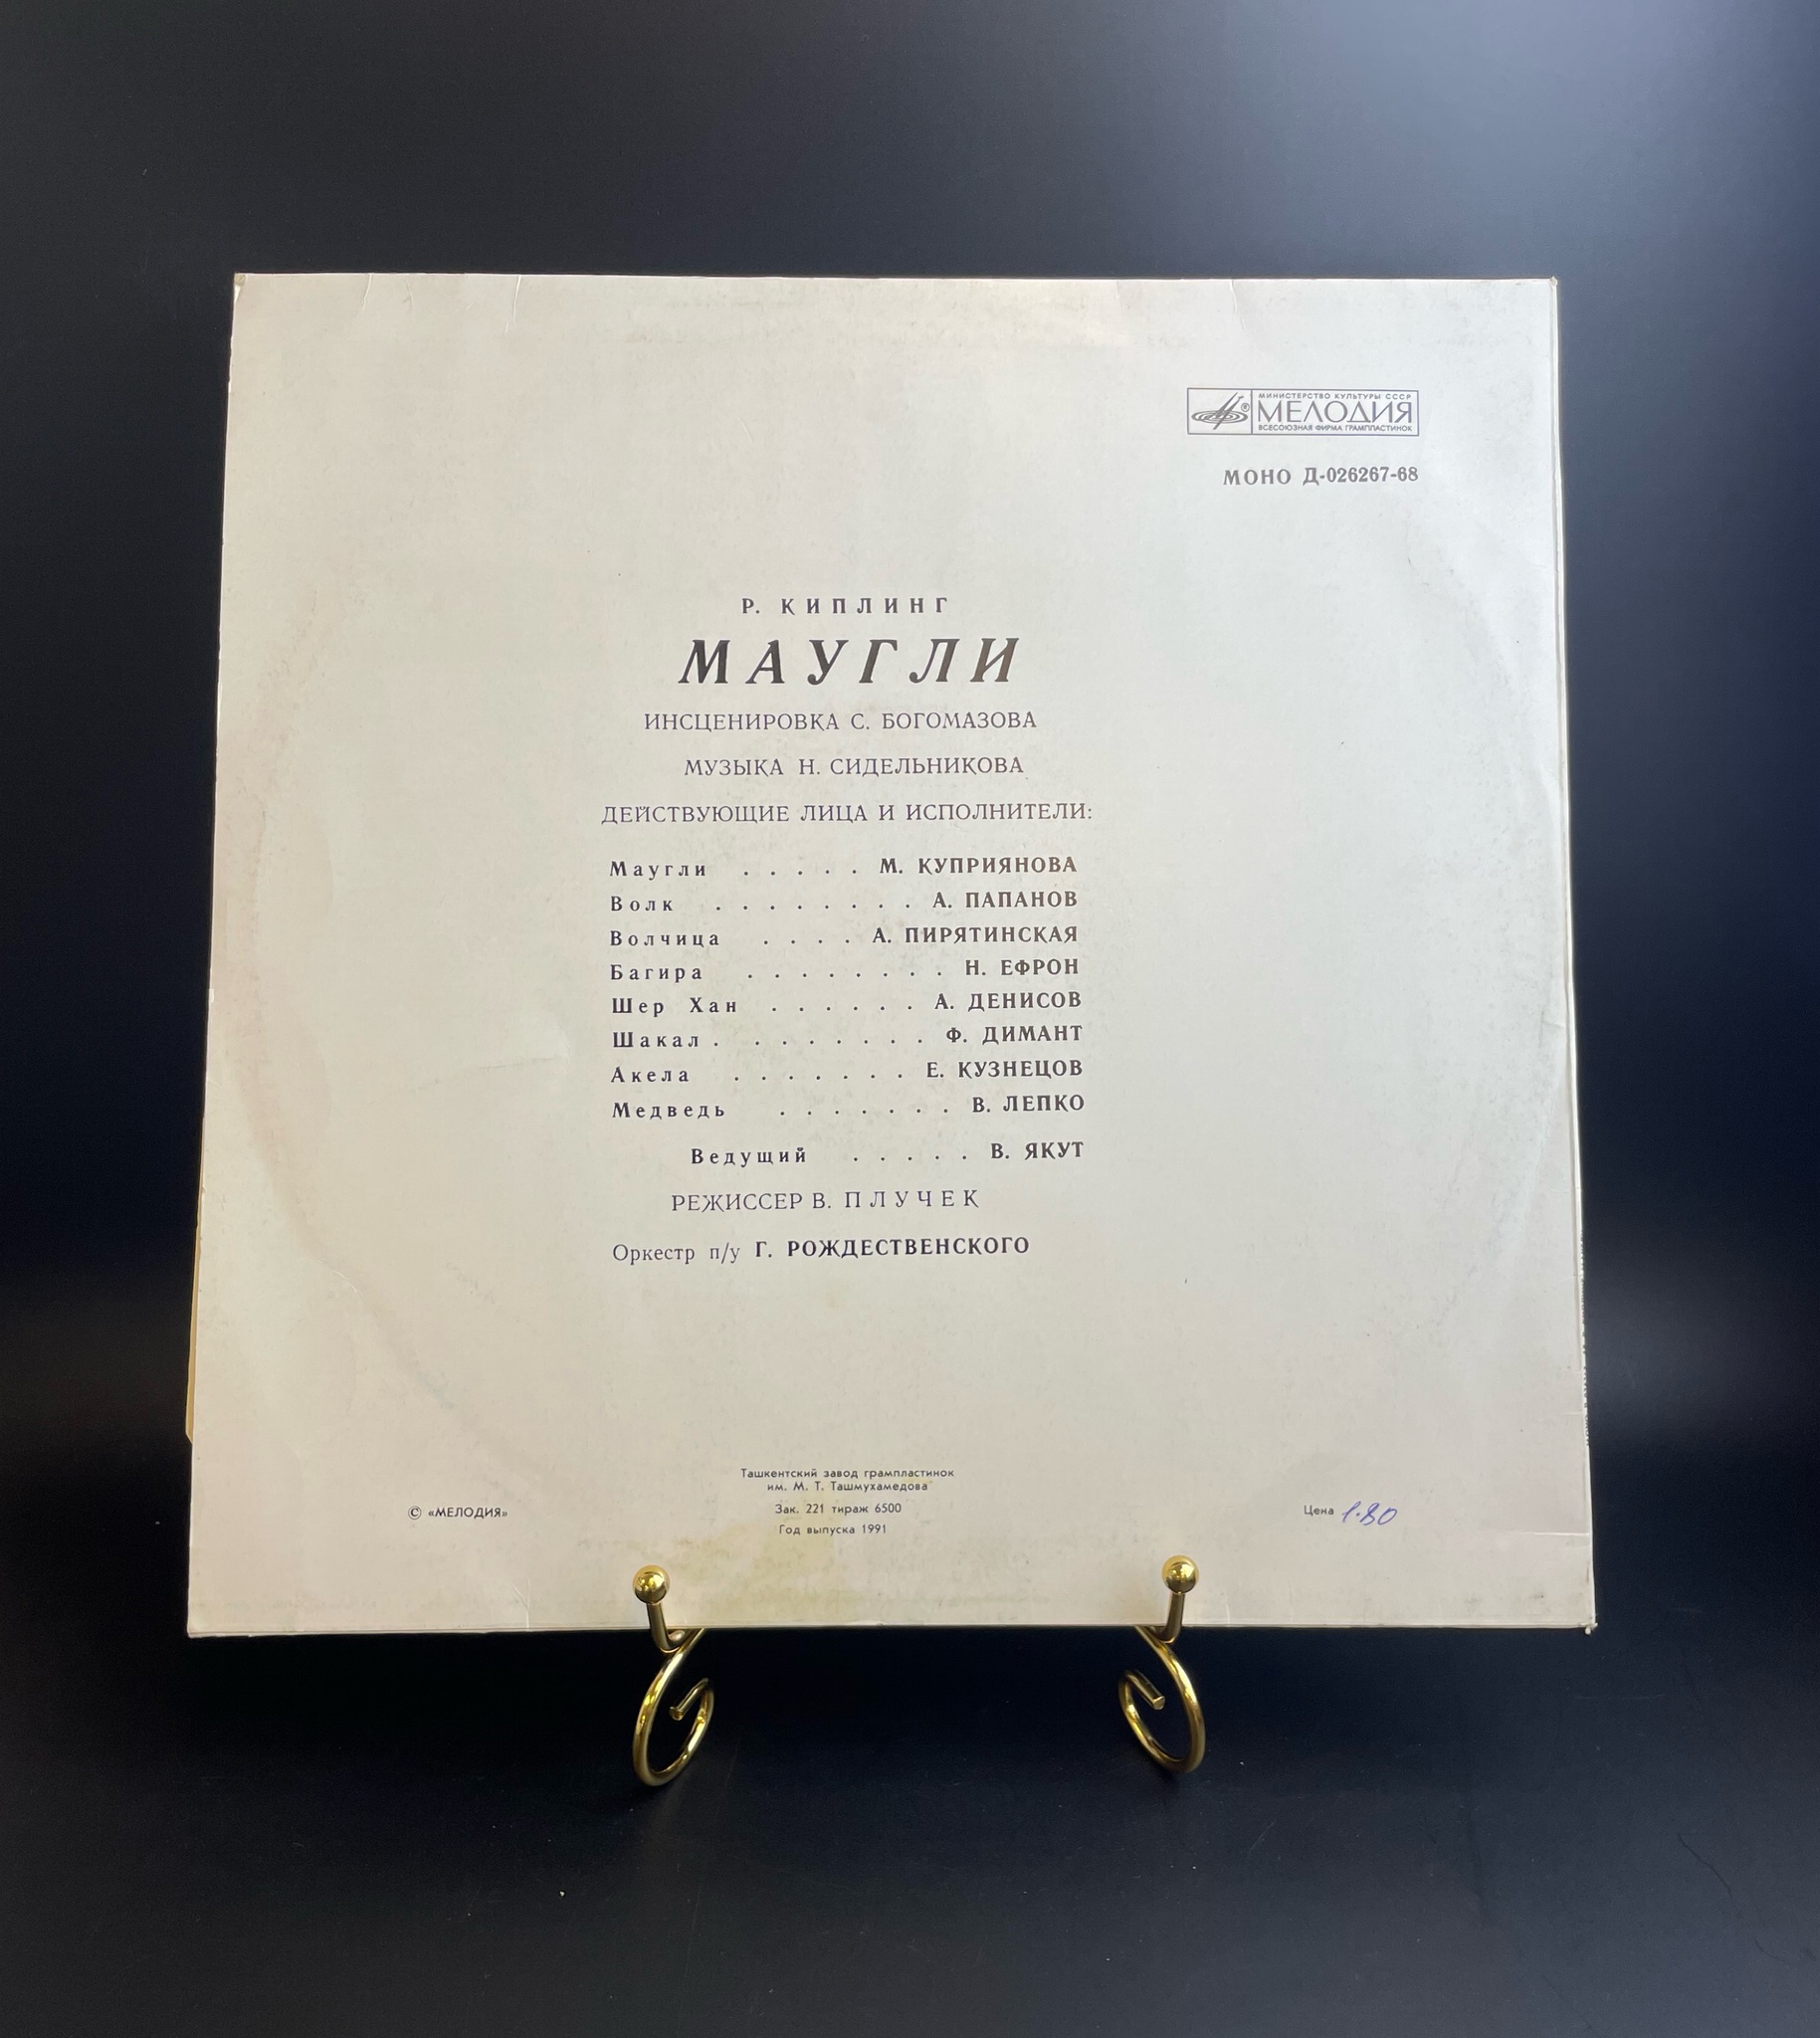 МИНИСТЕРСТВО КУЛЬТУРЫ СССР
МЕЛОДИЯ
ВСЕСОЮЗНАЯ ФИРМА ГРАМПЛАСТИНОК
МОНО Д-026267-68
Р. КИПЛИНГ
МАУГЛИ
ИНСЦЕНИРОВКА С. БОГОМАЗОВА
МУЗЫКА Н. СИДЕЛЬНИКОВА
ДЕЙСТВУЮЩИЕ ЛИЦА И ИСПОЛНИТЕЛИ:
Маугли . . . . . М. КУПРИЯНОВА
Волк . . . . . . . . А. ПАПАНОВ
Волчица . . . . А. ПИРЯТИНСКАЯ
Багира . . . . . . . . Н. ЕФРОН
Шер Хан . . . . . . А. ДЕНИСОВ
Шакал . . . . . . . . Ф. ДИМАНТ
Акела . . . . . . . Е. КУЗНЕЦОВ
Медведь . . . . . . . В. ЛЕПКО
Ведущий . . . . . В. ЯКУТ
РЕЖИССЕР В. ПЛУЧЕК
Оркестр п/у Г. РОЖДЕСТВЕНСКОГО
Ташкентский завод грампластинок
им. М. Т. Ташмухамедова
Зак. 221 тираж 6500
Год выпуска 1991
© «МЕЛОДИЯ»
Цена 1-80